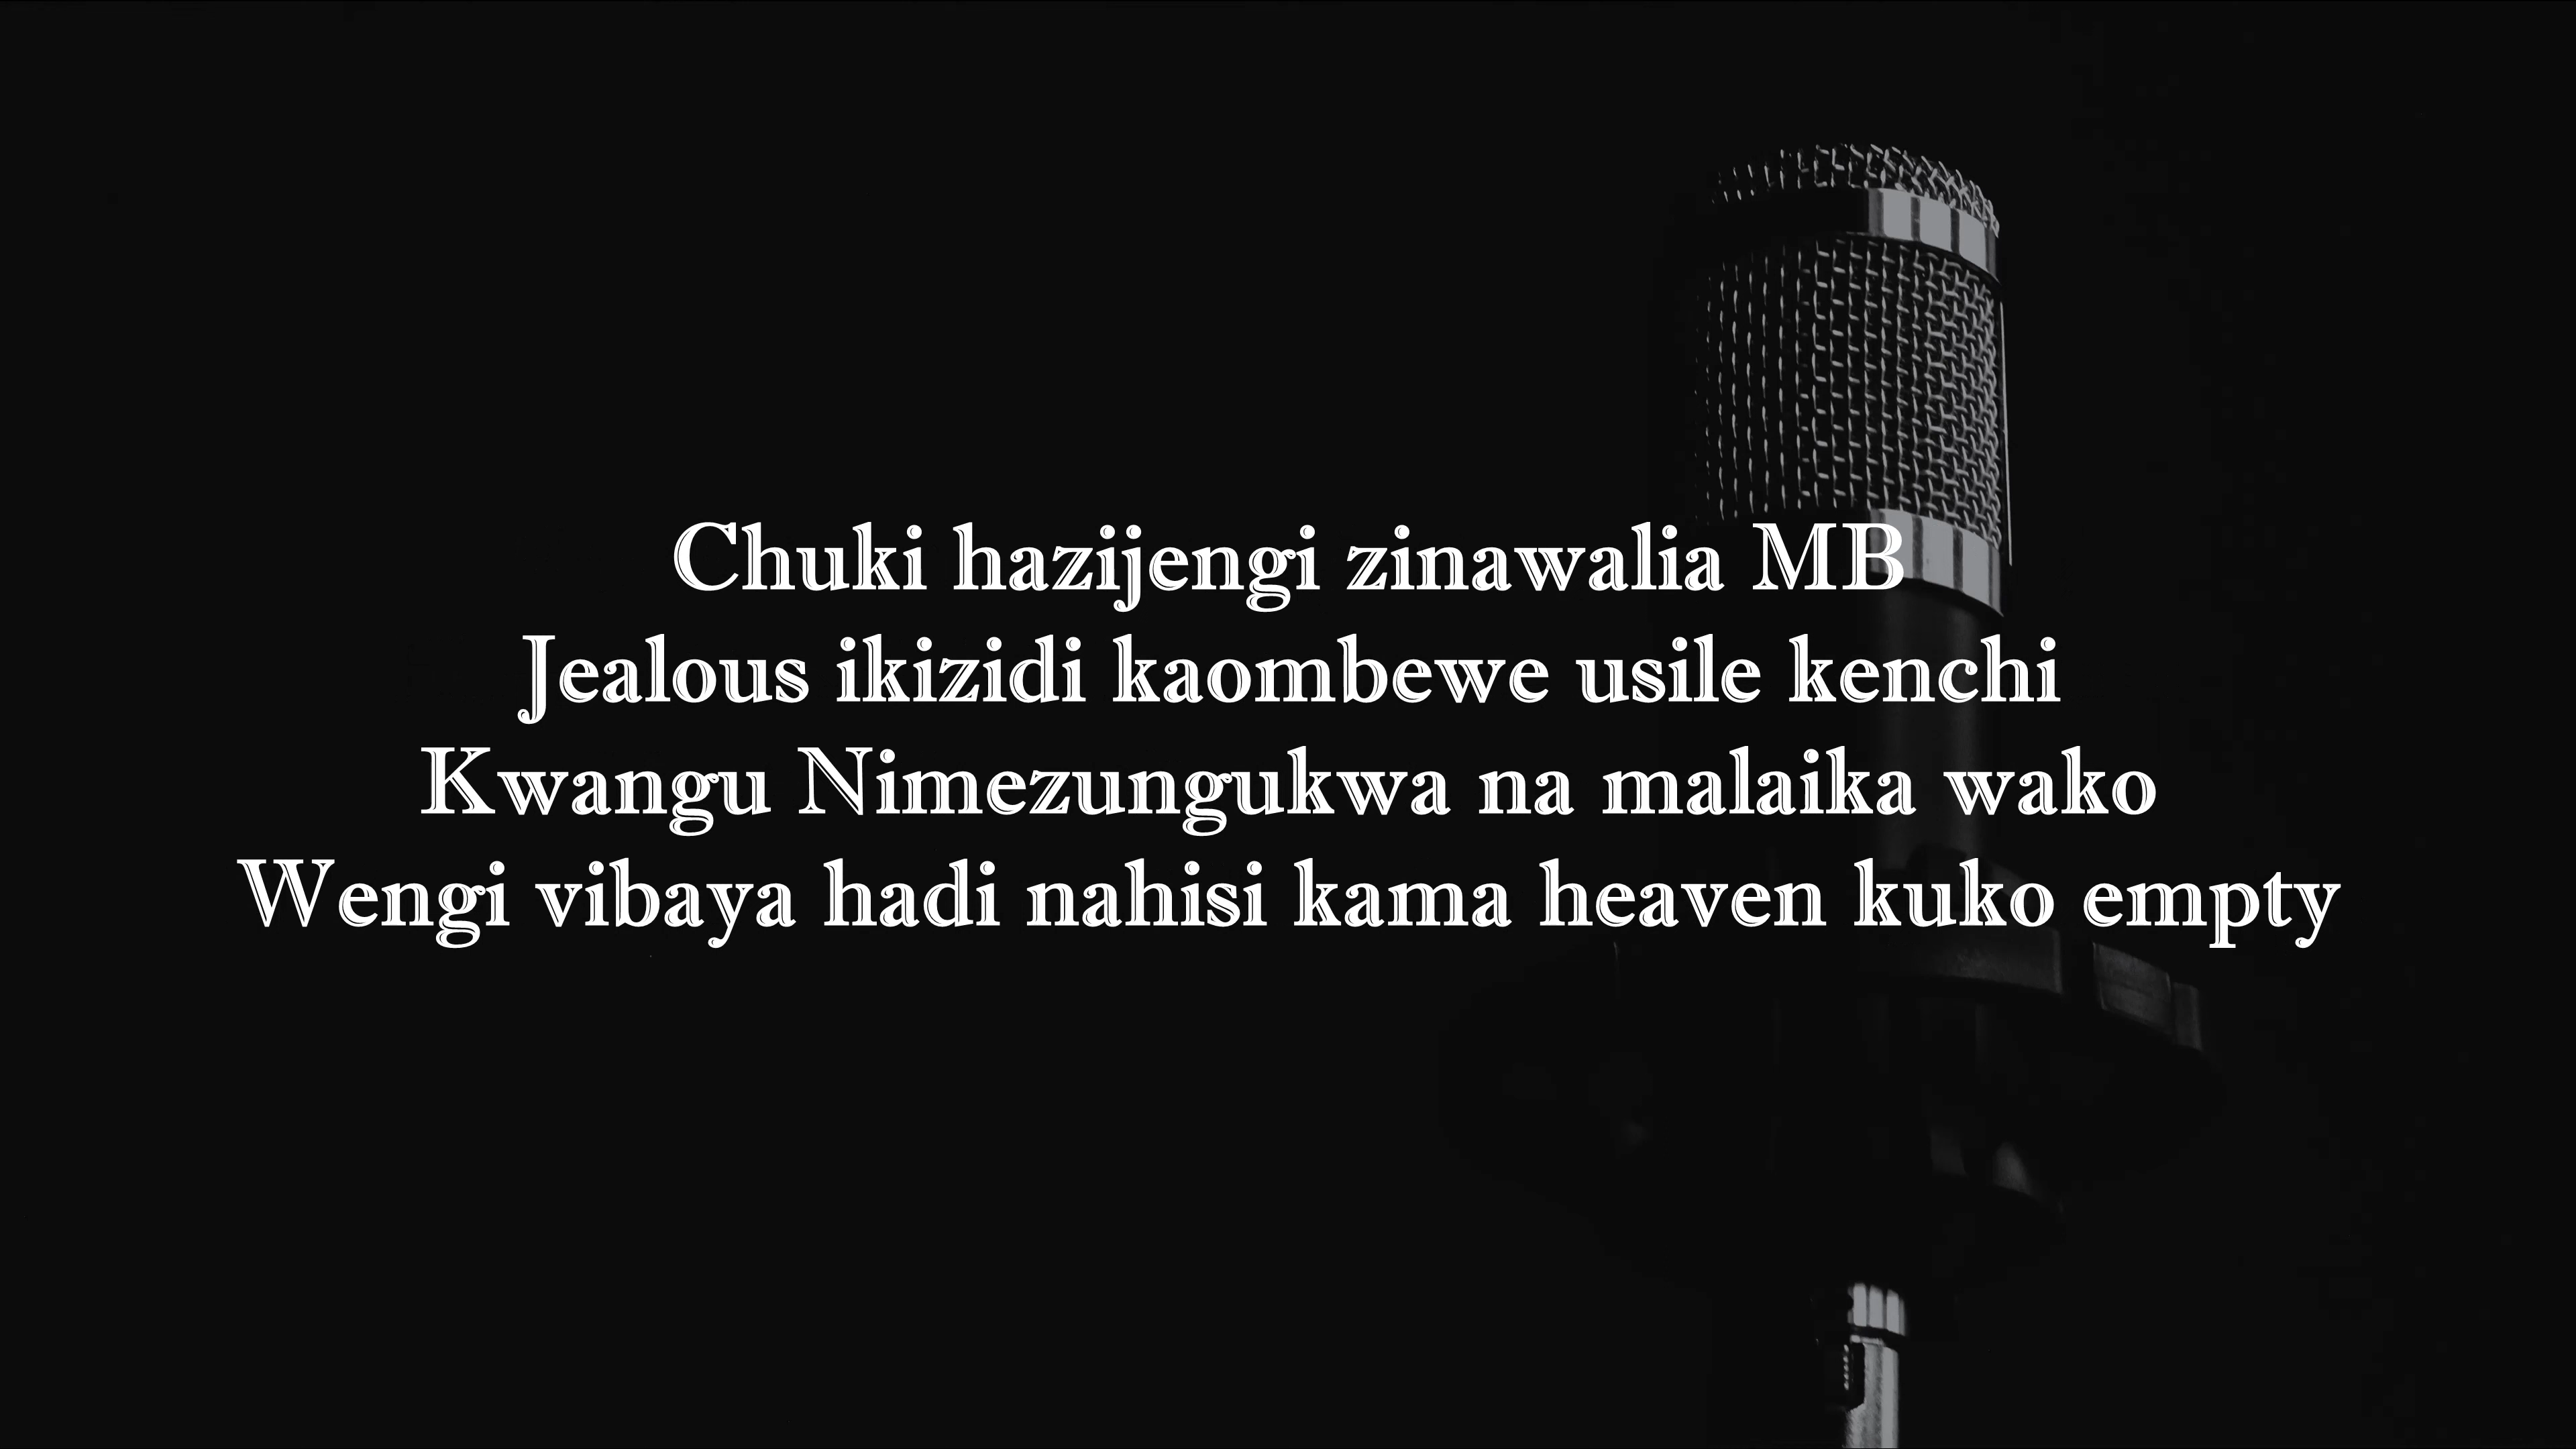 Chuki hazijengi zinawalia MB
Jealous ikizidi kaombewe usile kenchi
Kwangu Nimezungukwa na malaika wako
Wengi vibaya hadi nahisi kama heaven kuko empty